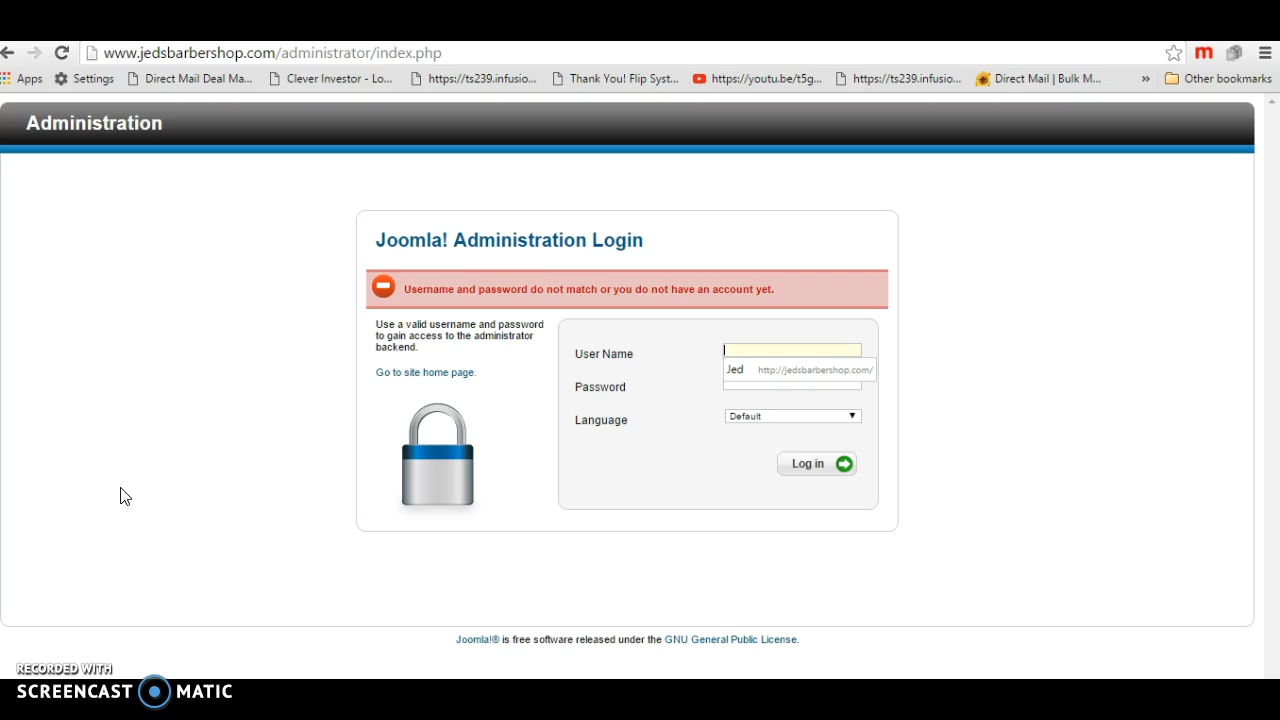 www.jedsbarbershop.com/administrator/index.php
Apps Settings Direct Mail Deal Ma... Clever Investor - Lo... https://ts239.infusio... Thank You! Flip Syst... https://youtu.be/t5g... https://ts239.infusio... Direct Mail | Bulk M... » Other bookmarks
Administration
Joomla! Administration Login
Username and password do not match or you do not have an account yet.
Use a valid username and password
to gain access to the administrator
backend.
Go to site home page.
User Name
Jed http://jedsbarbershop.com/
Password
Language Default
Log in
Joomla!® is free software released under the GNU General Public License.
RECORDED WITH
SCREENCAST MATIC